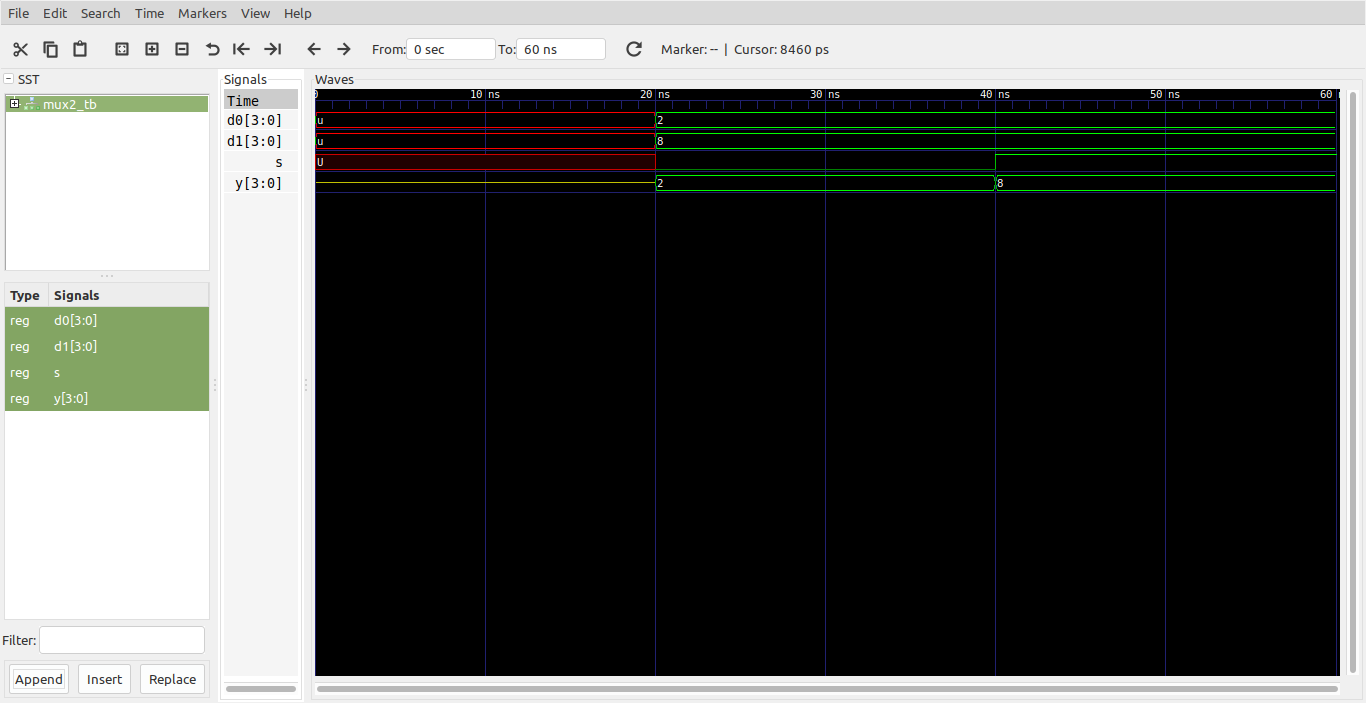 File Edit Search Time Markers View Help
From: 0 sec To: 60 ns Marker: -- | Cursor: 8460 ps
SST
mux2_tb
Type Signals
reg d0[3:0]
reg d1[3:0]
reg s
reg y[3:0]
Filter:
Append Insert Replace
Signals
Time
d0[3:0]
d1[3:0]
s
y[3:0]
Waves
0 10 ns 20 ns 30 ns 40 ns 50 ns 60
u 2
u 8
U
2 8